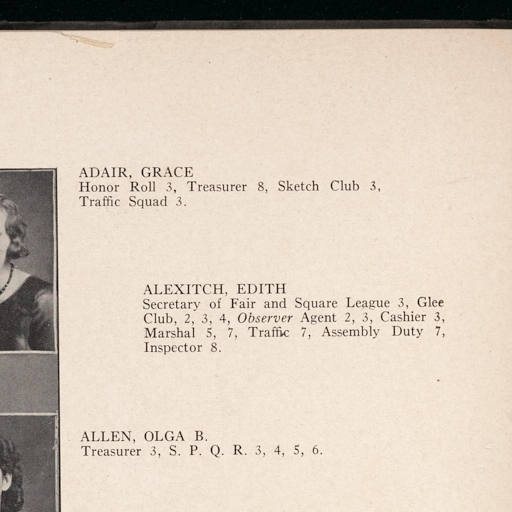 ADAIR, GRACE
Honor Roll 3, Treasurer 8, Sketch Club 3,
Traffic Squad 3.
ALEXITCH, EDITH
Secretary of Fair and Square League 3, Glee
Club, 2, 3, 4, Observer Agent 2, 3, Cashier 3,
Marshal 5, 7, Traffic 7, Assembly Duty 7,
Inspector 8.
ALLEN, OLGA B.
Treasurer 3, S. P. Q. R. 3, 4, 5, 6.